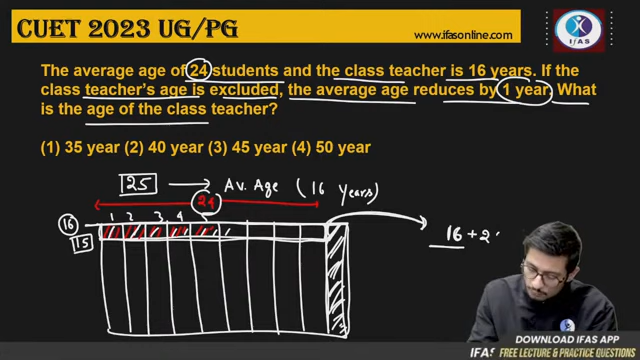 CUET 2023 UG/PG
www.ifasonline.com
iFAS
The average age of 24 students and the class teacher is 16 years. If the
class teacher's age is excluded, the average age reduces by 1 year. What
is the age of the class teacher?
(1) 35 year (2) 40 year (3) 45 year (4) 50 year
25 → Av. Age (16 Years)
24
1 2 3 4
16
15
16 + 2
DOWNLOAD IFAS APP
FREE LECTURE & PRACTICE QUESTIONS